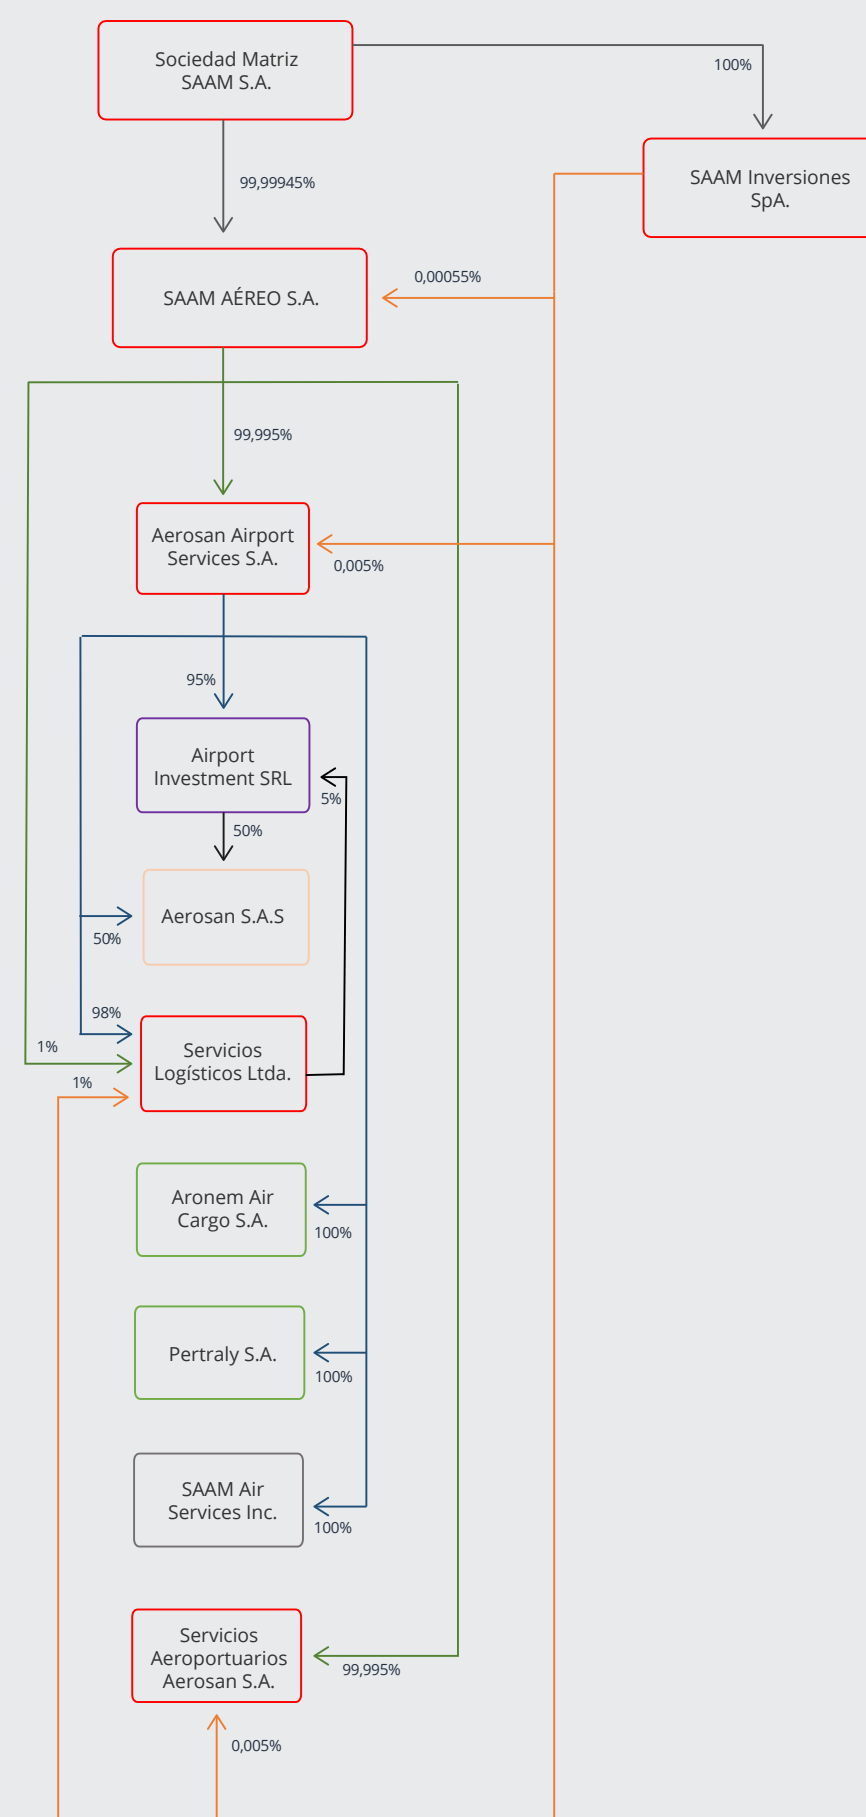 Sociedad Matriz
SAAM S.A.
100%
SAAM Inversiones
SpA.
99,99945%
0,00055%
SAAM AÉREO S.A.
99,995%
Aerosan Airport
Services S.A.
0,005%
95%
Airport
Investment SRL
5%
50%
Aerosan S.A.S
50%
98%
1%
Servicios
Logísticos Ltda.
1%
Aronem Air
Cargo S.A.
100%
Pertraly S.A.
100%
SAAM Air
Services Inc.
100%
Servicios
Aeroportuarios
Aerosan S.A.
99,995%
0,005%